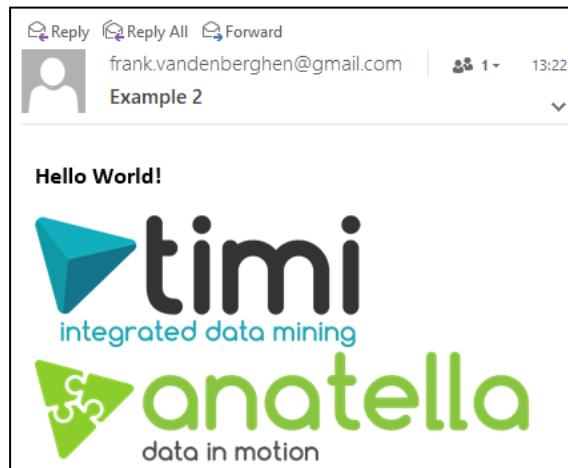 Reply Reply All Forward
frank.vandenberghen@gmail.com 1 13:22
Example 2
Hello World!
timi
integrated data mining
anatella
data in motion